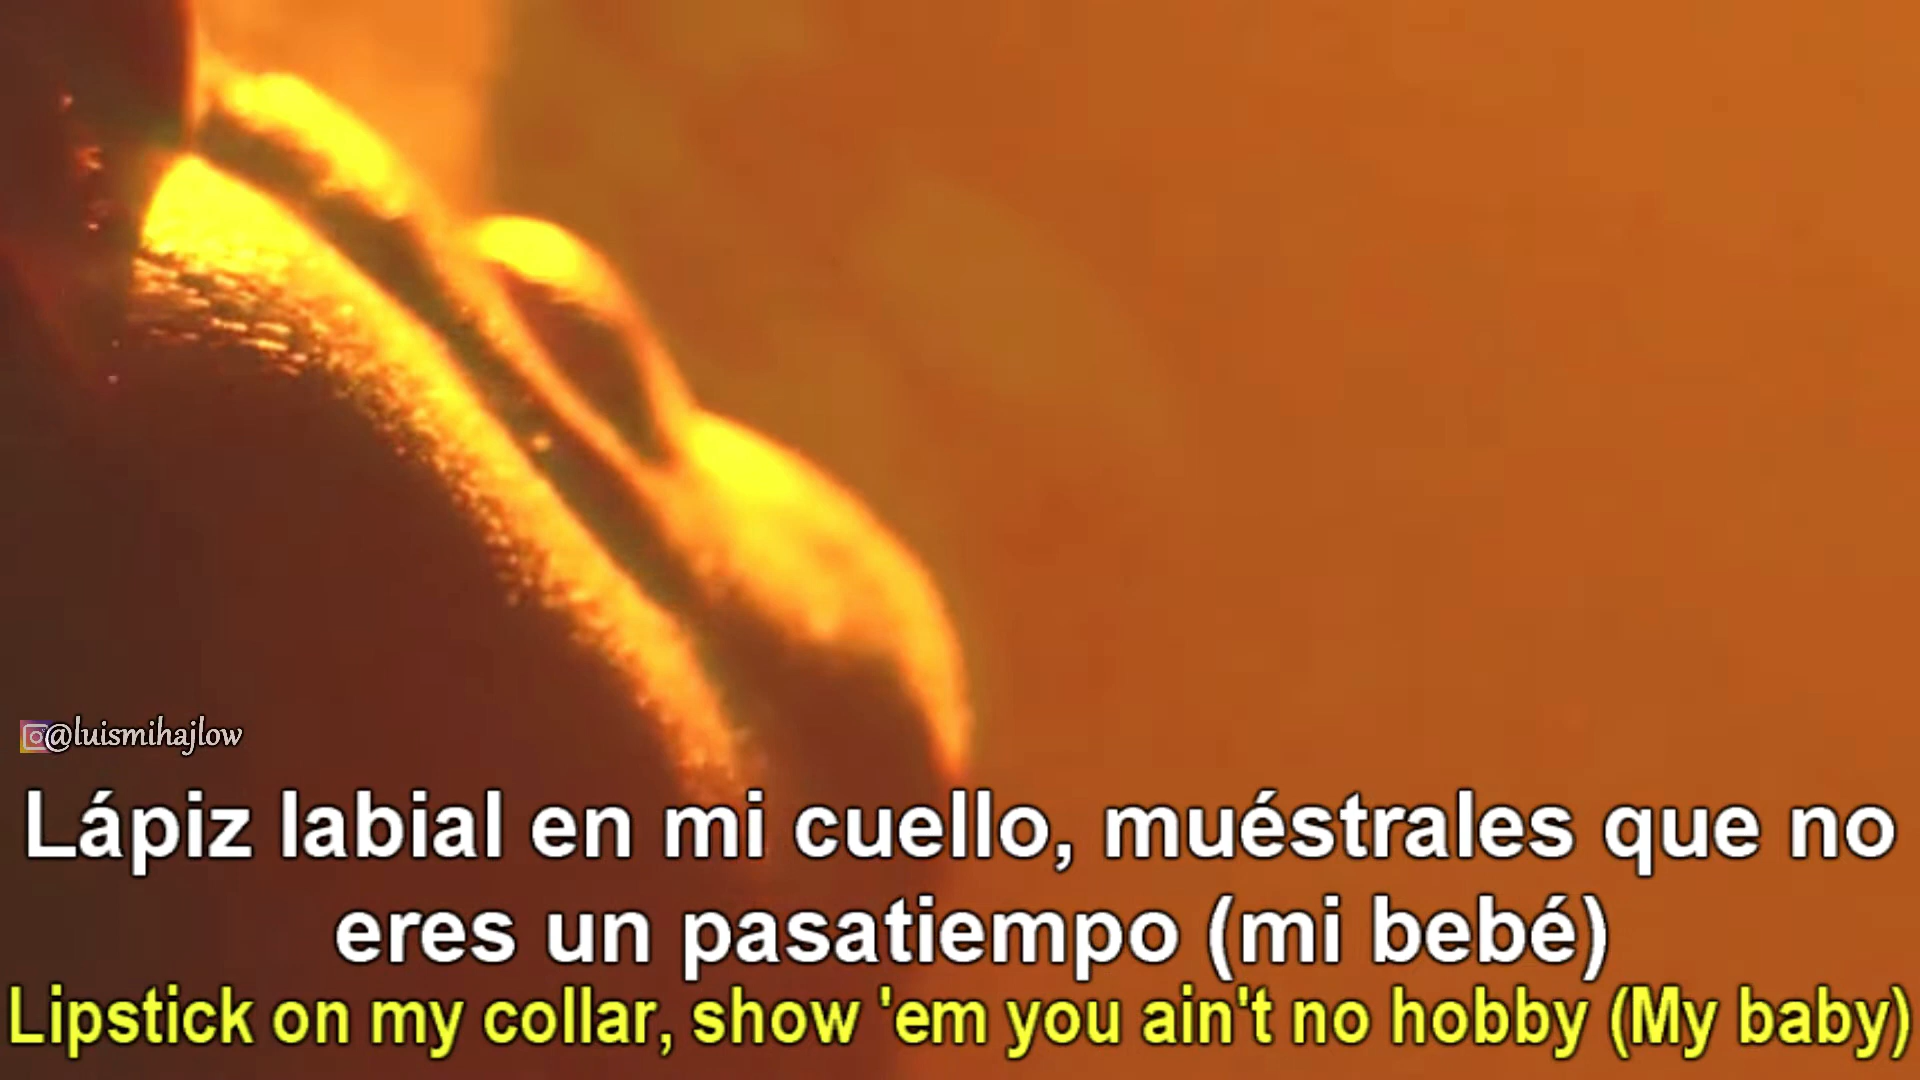 @luismihajlow
Lápiz labial en mi cuello, muéstrales que no
eres un pasatiempo (mi bebé)
Lipstick on my collar, show 'em you ain't no hobby (My baby)